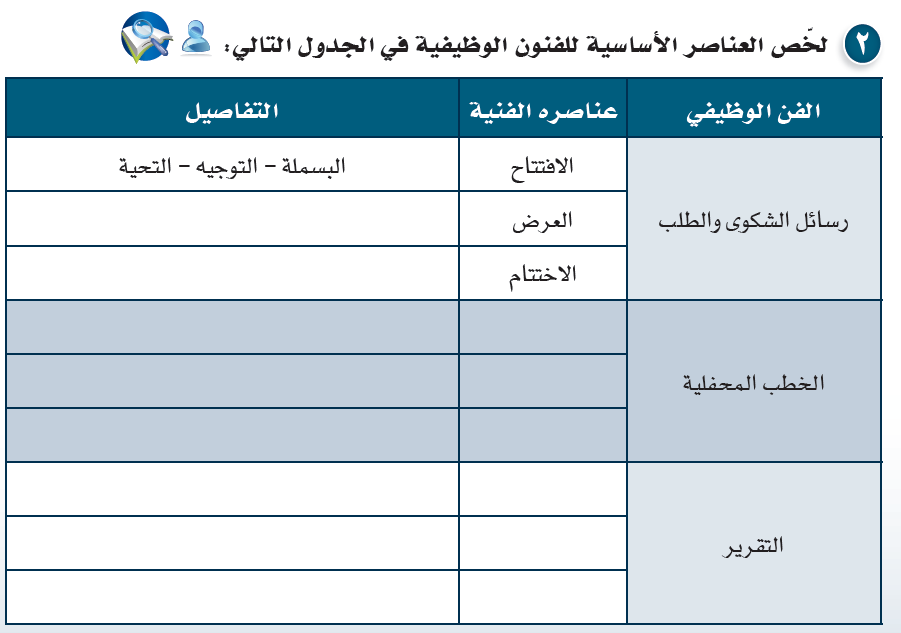 ٢ لخّص العناصر الأساسية للفنون الوظيفية في الجدول التالي:
الفن الوظيفي عناصره الفنية التفاصيل
رسائل الشكوى والطلب
الافتتاح البسملة – التوجيه – التحية
العرض
الاختتام
الخطب المحفلية
التقرير